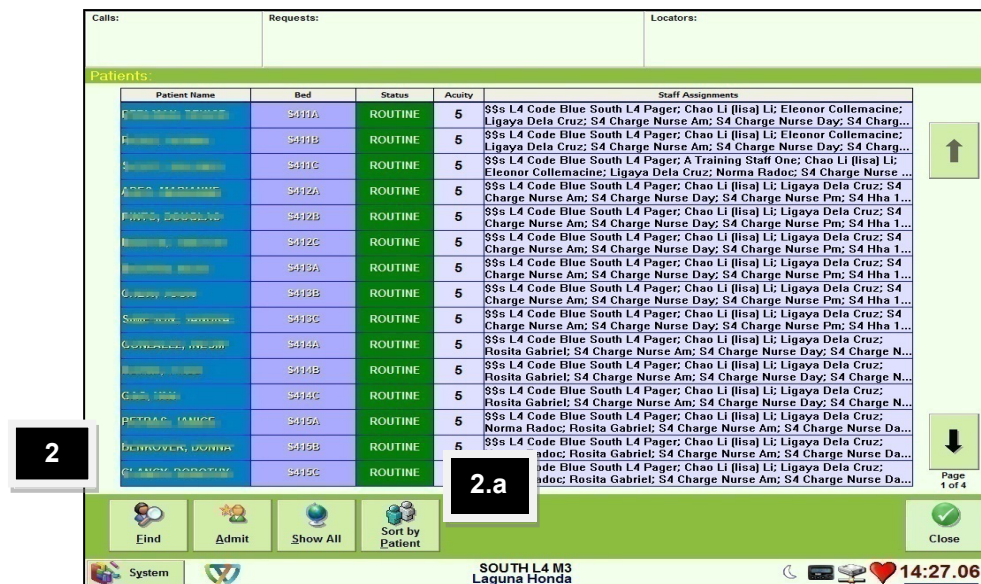 Calls:
Requests:
Locators:
Patients:
Patient Name Bed Status Acuity Staff Assignments
S411A ROUTINE 5 $$s L4 Code Blue South L4 Pager; Chao Li (lisa) Li; Eleonor Collemacine;
Ligaya Dela Cruz; S4 Charge Nurse Am; S4 Charge Nurse Day; S4 Charg...
S411B ROUTINE 5 $$s L4 Code Blue South L4 Pager; Chao Li (lisa) Li; Eleonor Collemacine;
Ligaya Dela Cruz; S4 Charge Nurse Am; S4 Charge Nurse Day; S4 Charg...
S411C ROUTINE 5 $$s L4 Code Blue South L4 Pager; A Training Staff One; Chao Li (lisa) Li;
Eleonor Collemacine; Ligaya Dela Cruz; Norma Radoc; S4 Charge Nurse ...
S412A ROUTINE 5 $$s L4 Code Blue South L4 Pager; Chao Li (lisa) Li; Ligaya Dela Cruz; S4
Charge Nurse Am; S4 Charge Nurse Day; S4 Charge Nurse Pm; S4 Hha 1...
S412B ROUTINE 5 $$s L4 Code Blue South L4 Pager; Chao Li (lisa) Li; Ligaya Dela Cruz; S4
Charge Nurse Am; S4 Charge Nurse Day; S4 Charge Nurse Pm; S4 Hha 1...
S412C ROUTINE 5 $$s L4 Code Blue South L4 Pager; Chao Li (lisa) Li; Ligaya Dela Cruz; S4
Charge Nurse Am; S4 Charge Nurse Day; S4 Charge Nurse Pm; S4 Hha 1...
S413A ROUTINE 5 $$s L4 Code Blue South L4 Pager; Chao Li (lisa) Li; Ligaya Dela Cruz; S4
Charge Nurse Am; S4 Charge Nurse Day; S4 Charge Nurse Pm; S4 Hha 1...
S413B ROUTINE 5 $$s L4 Code Blue South L4 Pager; Chao Li (lisa) Li; Ligaya Dela Cruz; S4
Charge Nurse Am; S4 Charge Nurse Day; S4 Charge Nurse Pm; S4 Hha 1...
S413C ROUTINE 5 $$s L4 Code Blue South L4 Pager; Chao Li (lisa) Li; Ligaya Dela Cruz; S4
Charge Nurse Am; S4 Charge Nurse Day; S4 Charge Nurse Pm; S4 Hha 1...
S414A ROUTINE 5 $$s L4 Code Blue South L4 Pager; Chao Li (lisa) Li; Ligaya Dela Cruz;
Rosita Gabriel; S4 Charge Nurse Am; S4 Charge Nurse Day; S4 Charge N...
S414B ROUTINE 5 $$s L4 Code Blue South L4 Pager; Chao Li (lisa) Li; Ligaya Dela Cruz;
Rosita Gabriel; S4 Charge Nurse Am; S4 Charge Nurse Day; S4 Charge N...
S414C ROUTINE 5 $$s L4 Code Blue South L4 Pager; Chao Li (lisa) Li; Ligaya Dela Cruz;
Rosita Gabriel; S4 Charge Nurse Am; S4 Charge Nurse Day; S4 Charge N...
S415A ROUTINE 5 $$s L4 Code Blue South L4 Pager; Chao Li (lisa) Li; Ligaya Dela Cruz;
Norma Radoc; Rosita Gabriel; S4 Charge Nurse Am; S4 Charge Nurse Da...
S415B ROUTINE 5 $$s L4 Code Blue South L4 Pager; Chao Li (lisa) Li; Ligaya Dela Cruz;
Rosita Gabriel; S4 Charge Nurse Am; S4 Charge Nurse Da...
S415C ROUTINE Code Blue South L4 Pager; Chao Li (lisa) Li; Ligaya Dela Cruz;
Rosita Gabriel; S4 Charge Nurse Am; S4 Charge Nurse Da...
Page
1 of 4
2
2.a
Find
Admit
Show All
Sort by
Patient
Close
System
SOUTH L4 M3
Laguna Honda
14:27.06